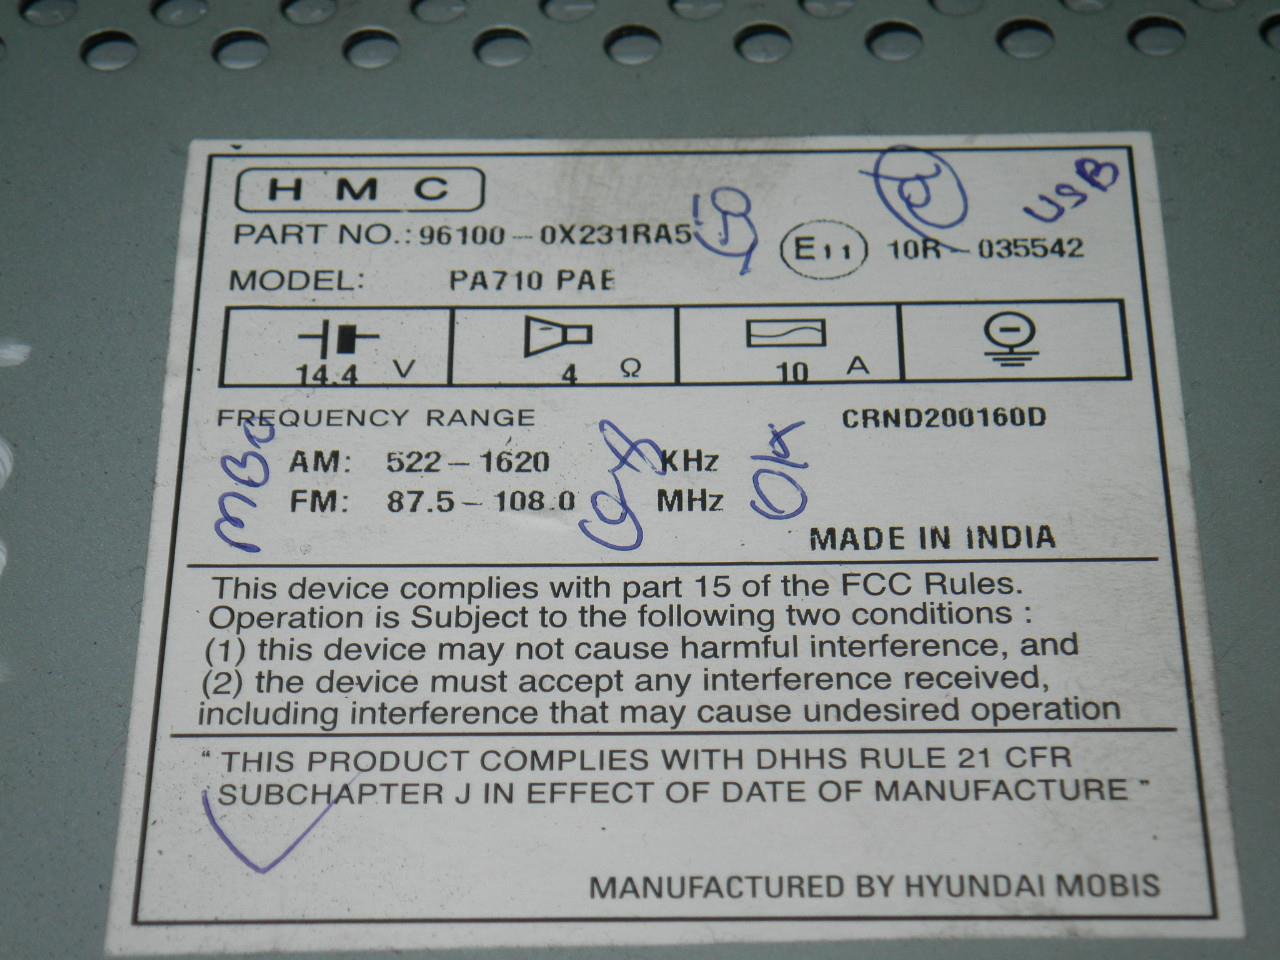 HMC
PART NO.: 96100-0X231RA5
E11 10R-035542
USB
MODEL: PA710 PAE
14.4 V 4 Ω 10 A
FREQUENCY RANGE CRND200160D
AM: 522-1620 KHz
FM: 87.5-108.0 MHz
OK
MADE IN INDIA
This device complies with part 15 of the FCC Rules.
Operation is Subject to the following two conditions :
(1) this device may not cause harmful interference, and
(2) the device must accept any interference received,
including interference that may cause undesired operation
" THIS PRODUCT COMPLIES WITH DHHS RULE 21 CFR
SUBCHAPTER J IN EFFECT OF DATE OF MANUFACTURE "
MANUFACTURED BY HYUNDAI MOBIS